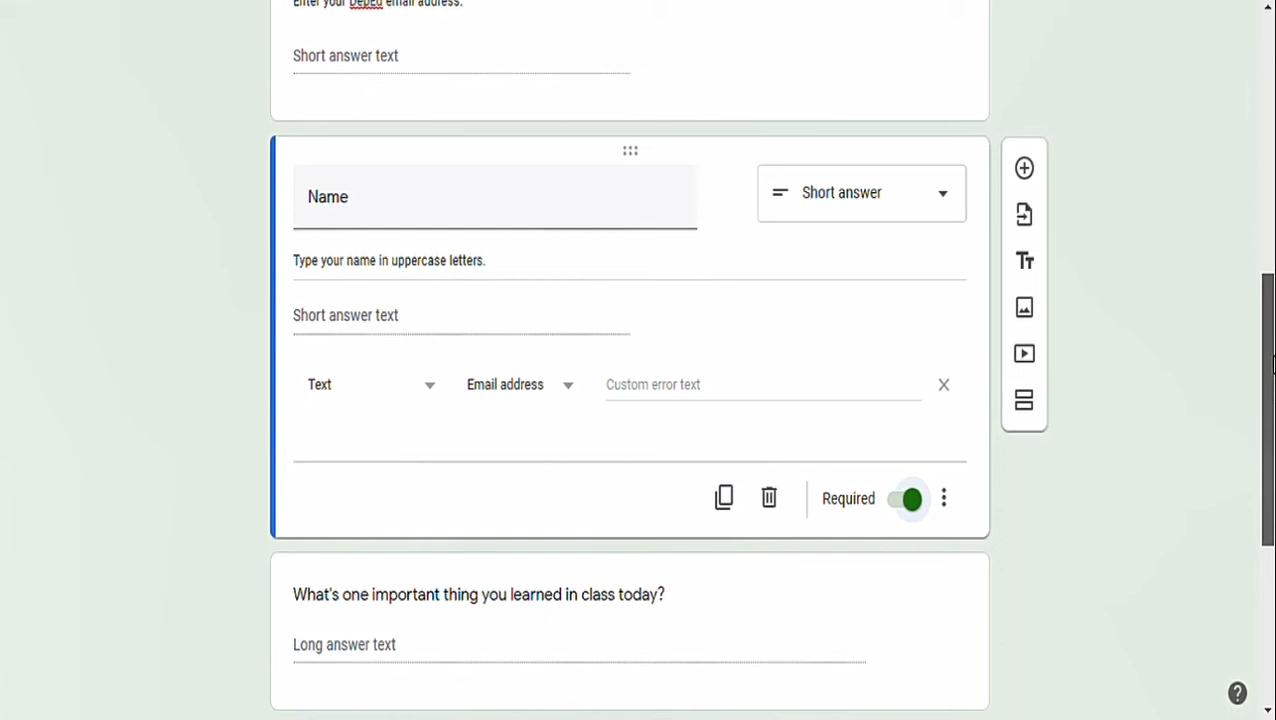 Enter your DepEd email address.
Short answer text
Name
Short answer
Type your name in uppercase letters.
Short answer text
Text
Email address
Custom error text
Required
What's one important thing you learned in class today?
Long answer text